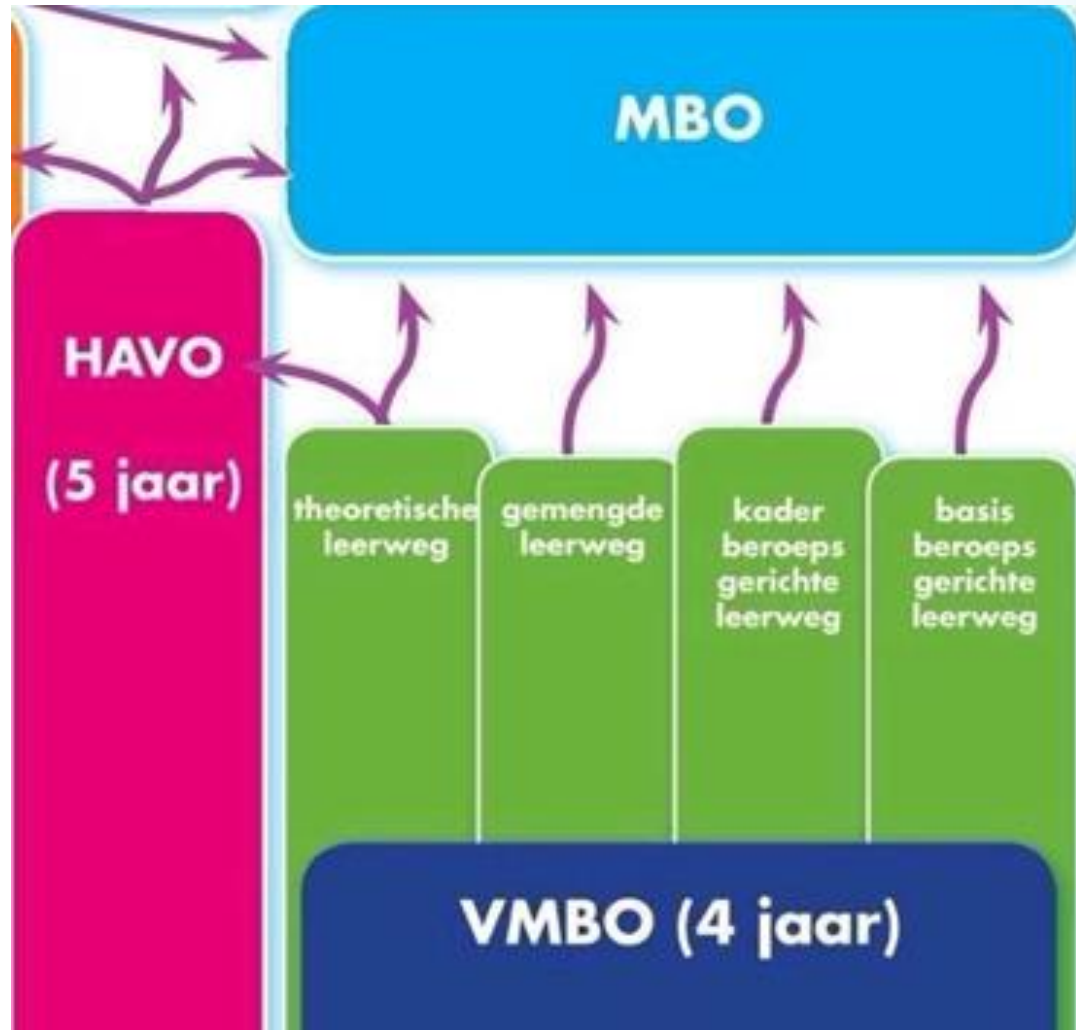 MBO
HAVO
(5 jaar)
theoretische
leerweg
gemengde
leerweg
kader
beroeps
gerichte
leerweg
basis
beroeps
gerichte
leerweg
VMBO (4 jaar)